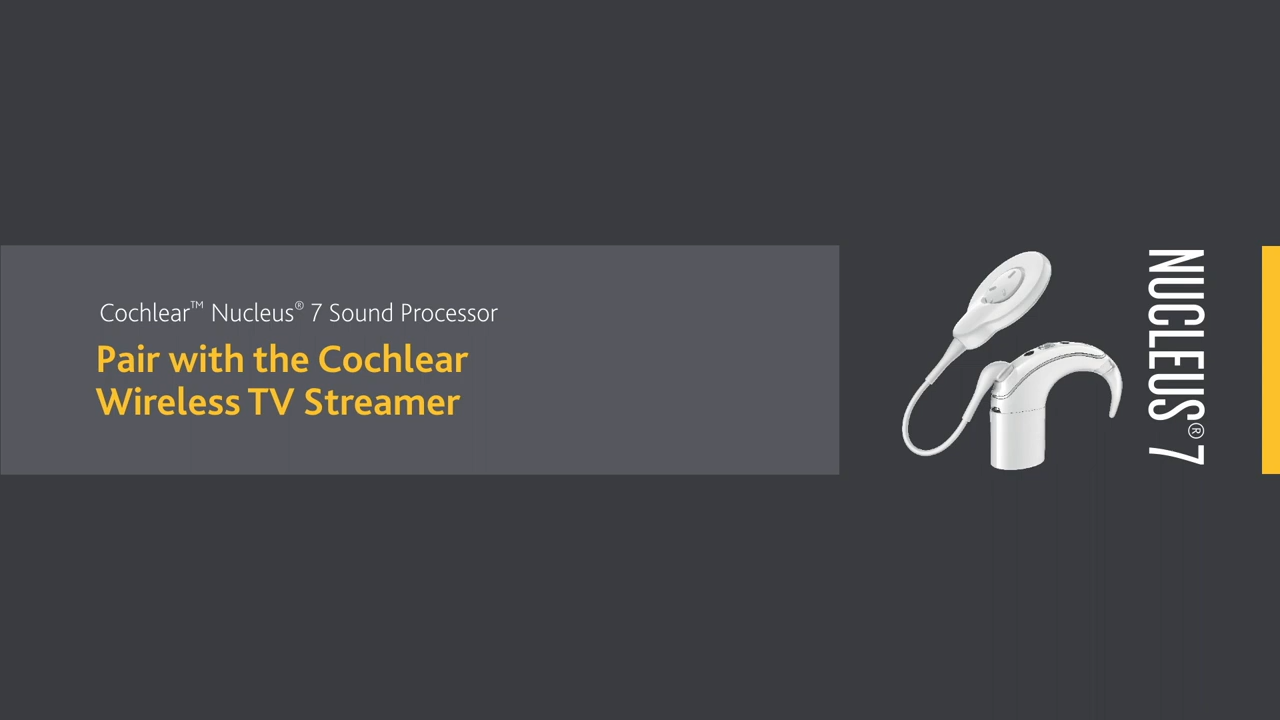 Cochlear™ Nucleus® 7 Sound Processor
Pair with the Cochlear
Wireless TV Streamer
NUCLEUS® 7